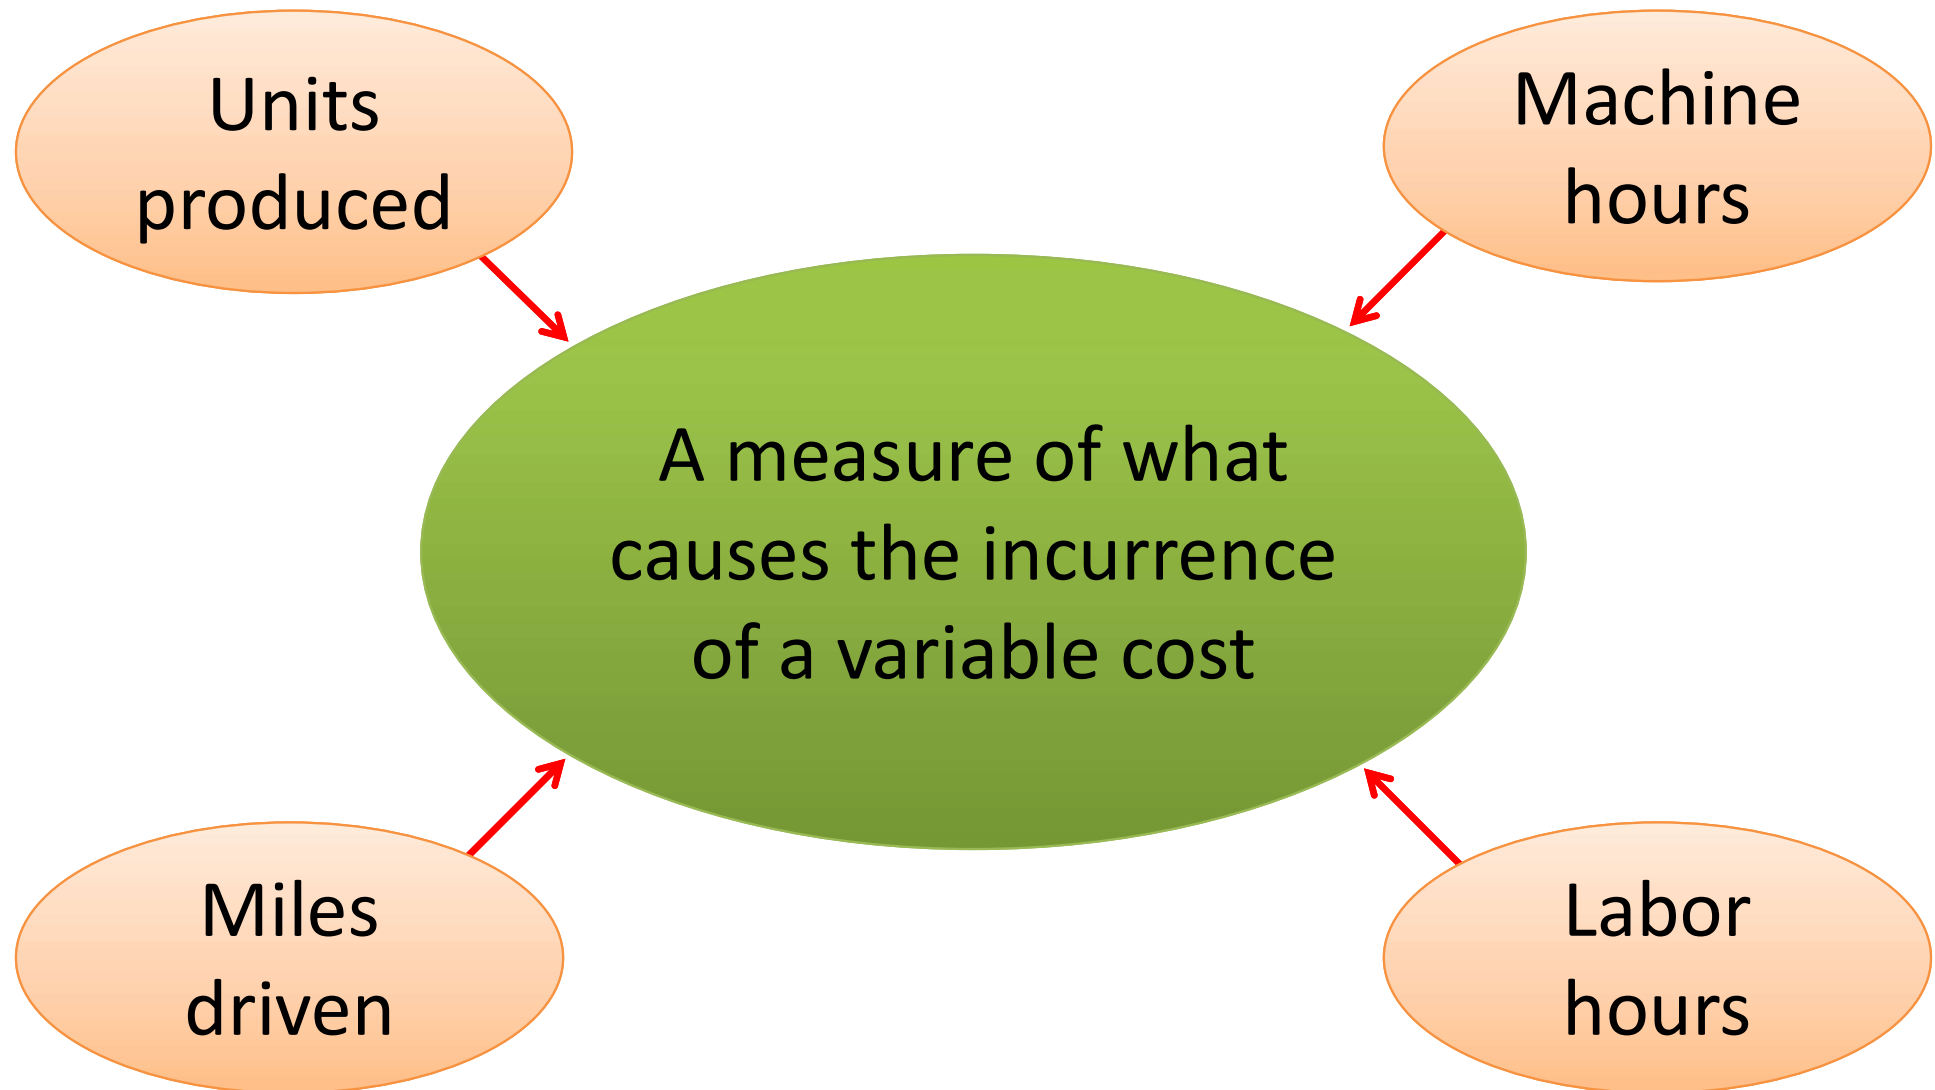 Units
produced
Machine
hours
A measure of what
causes the incurrence
of a variable cost
Miles
driven
Labor
hours